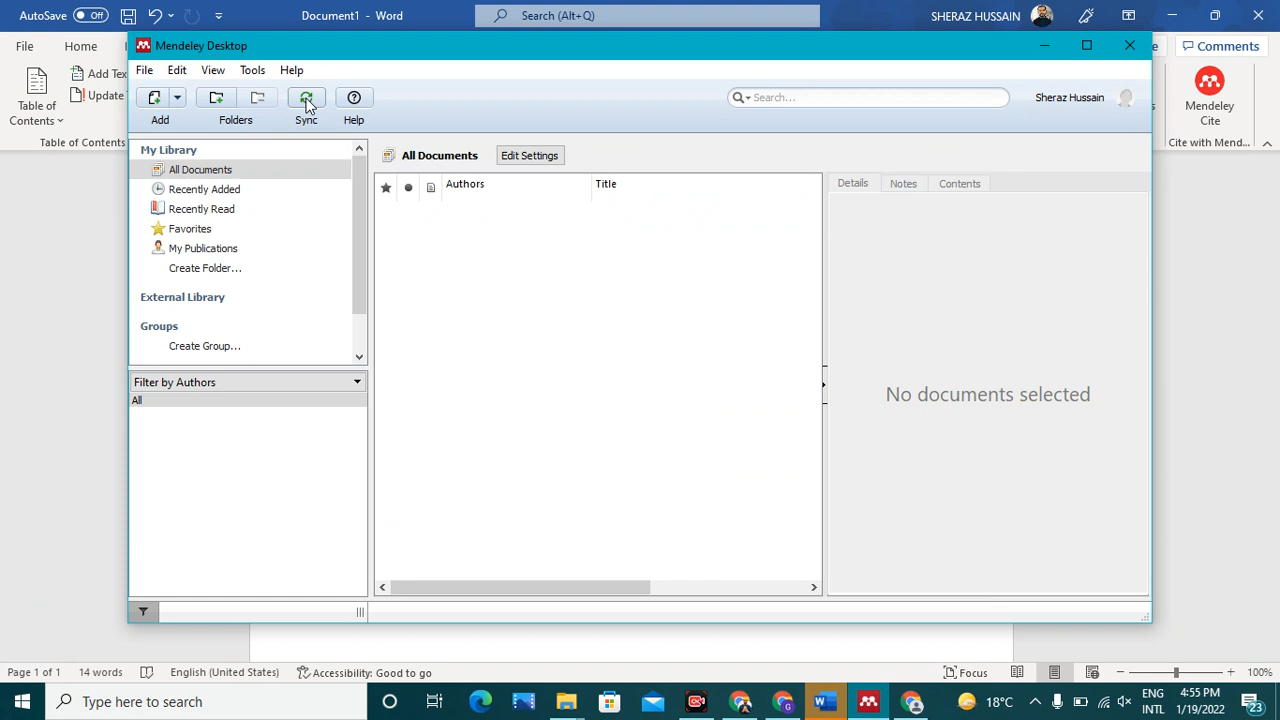 AutoSave Off Document1 - Word Search (Alt+Q) SHERAZ HUSSAIN
File Home Comments
Mendeley Desktop
Table of Contents
Add Tex
Update
Table of Contents
Mendeley Cite
Cite with Mend...
File Edit View Tools Help
Add Folders Sync Help
Search...
Sheraz Hussain
My Library
All Documents
Recently Added
Recently Read
Favorites
My Publications
Create Folder...
External Library
Groups
Create Group...
Filter by Authors
All
All Documents Edit Settings
Authors Title
Details Notes Contents
No documents selected
Page 1 of 1 14 words English (United States) Accessibility: Good to go Focus 100%
Type here to search
18°C
ENG
INTL
4:55 PM
1/19/2022
23